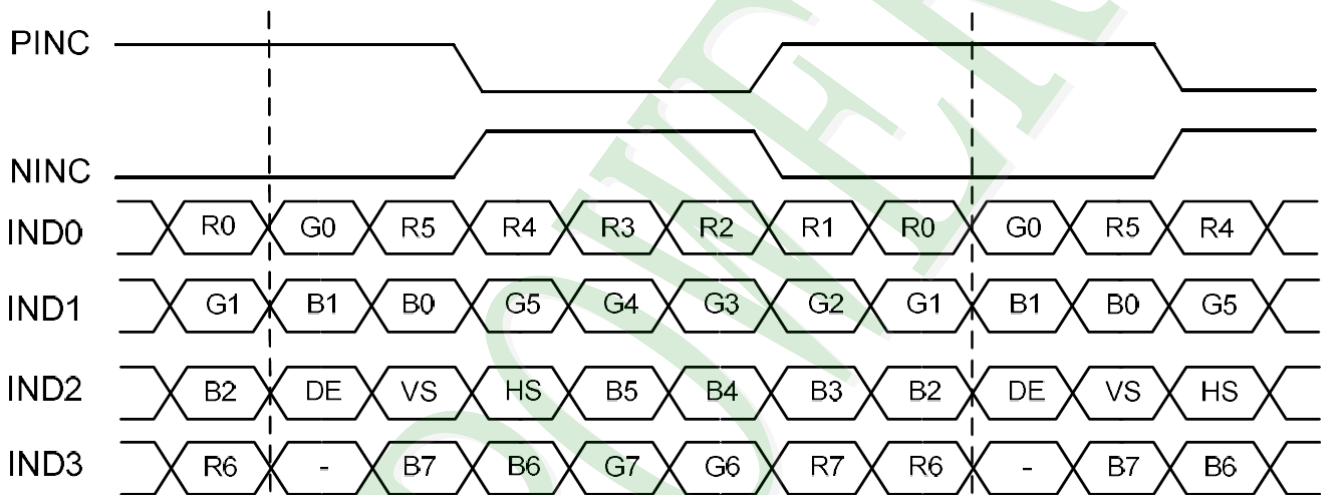 PINC
NINC
IND0 R0 G0 R5 R4 R3 R2 R1 R0 G0 R5 R4
IND1 G1 B1 B0 G5 G4 G3 G2 G1 B1 B0 G5
IND2 B2 DE VS HS B5 B4 B3 B2 DE VS HS
IND3 R6 - B7 B6 G7 G6 R7 R6 - B7 B6